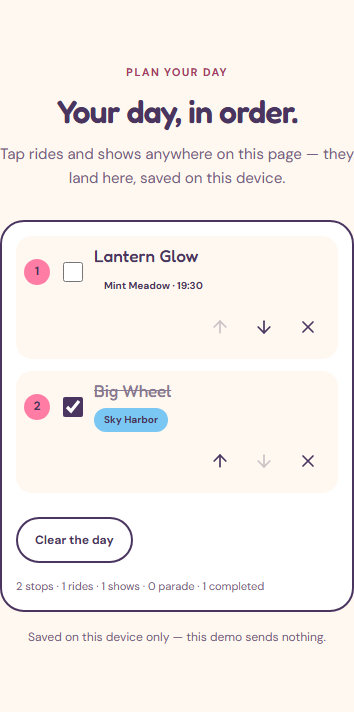 PLAN YOUR DAY
Your day, in order.
Tap rides and shows anywhere on this page — they
land here, saved on this device.
1
Lantern Glow
Mint Meadow · 19:30
2
Big Wheel
Sky Harbor
Clear the day
2 stops · 1 rides · 1 shows · 0 parade · 1 completed
Saved on this device only — this demo sends nothing.